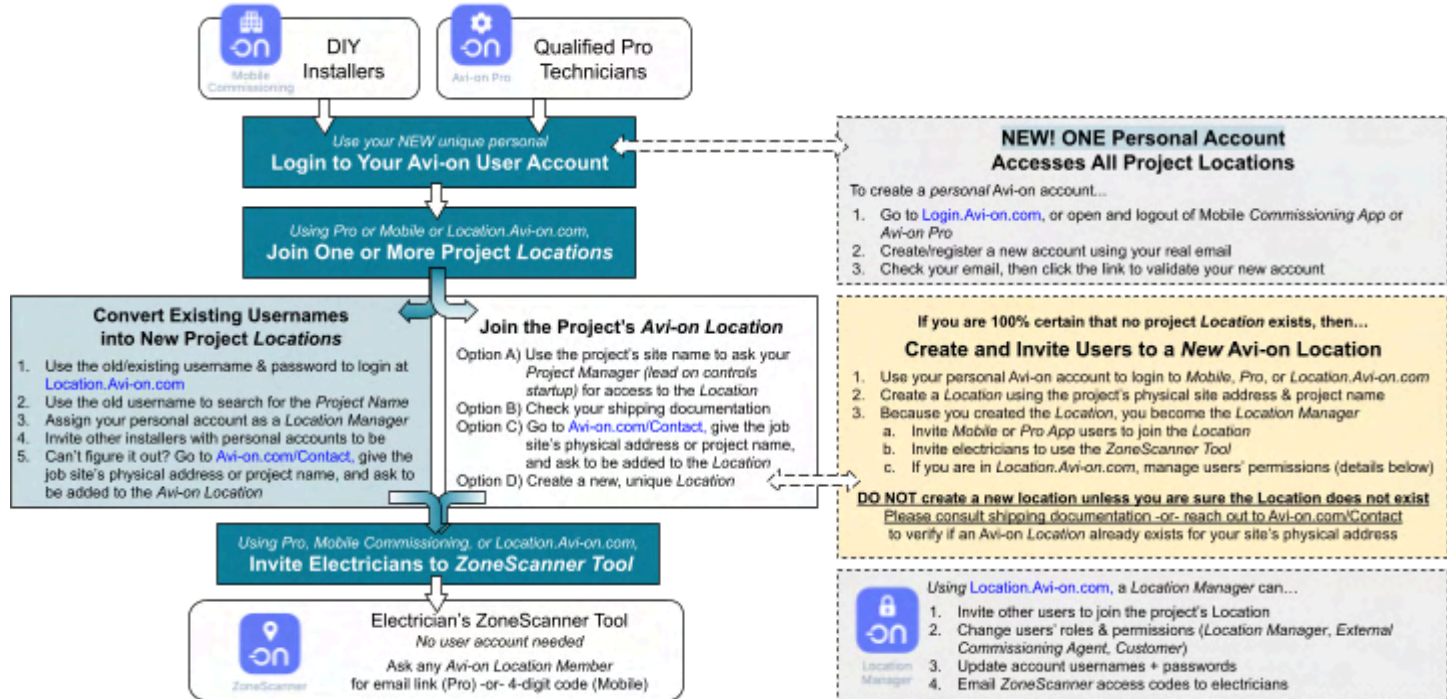 -on
Mobile
Commissioning
DIY
Installers
-on
Avi-on Pro
Qualified Pro
Technicians
Use your NEW unique personal
Login to Your Avi-on User Account
Using Pro or Mobile or Location.Avi-on.com,
Join One or More Project Locations
Convert Existing Usernames
into New Project Locations
1. Use the old/existing username & password to login at
Location.Avi-on.com
2. Use the old username to search for the Project Name
3. Assign your personal account as a Location Manager
4. Invite other installers with personal accounts to be
5. Can't figure it out? Go to Avi-on.com/Contact, give the
job site's physical address or project name, and ask to
be added to the Avi-on Location
Join the Project's Avi-on Location
Option A) Use the project's site name to ask your
Project Manager (lead on controls
startup) for access to the Location
Option B) Check your shipping documentation
Option C) Go to Avi-on.com/Contact, give the job
site's physical address or project name,
and ask to be added to the Location
Option D) Create a new, unique Location
Using Pro, Mobile Commissioning, or Location.Avi-on.com,
Invite Electricians to ZoneScanner Tool
-on
ZoneScanner
Electrician's ZoneScanner Tool
No user account needed
Ask any Avi-on Location Member
for email link (Pro) -or- 4-digit code (Mobile)
NEW! ONE Personal Account
Accesses All Project Locations
To create a personal Avi-on account...
1. Go to Login.Avi-on.com, or open and logout of Mobile Commissioning App or
Avi-on Pro
2. Create/register a new account using your real email
3. Check your email, then click the link to validate your new account
If you are 100% certain that no project Location exists, then...
Create and Invite Users to a New Avi-on Location
1. Use your personal Avi-on account to login to Mobile, Pro, or Location.Avi-on.com
2. Create a Location using the project's physical site address & project name
3. Because you created the Location, you become the Location Manager
a. Invite Mobile or Pro App users to join the Location
b. Invite electricians to use the ZoneScanner Tool
c. If you are in Location.Avi-on.com, manage users' permissions (details below)
DO NOT create a new location unless you are sure the Location does not exist
Please consult shipping documentation -or- reach out to Avi-on.com/Contact
to verify if an Avi-on Location already exists for your site's physical address
-on
Location
Manager
Using Location.Avi-on.com, a Location Manager can...
1. Invite other users to join the project's Location
2. Change users' roles & permissions (Location Manager, External
Commissioning Agent, Customer)
3. Update account usernames + passwords
4. Email ZoneScanner access codes to electricians